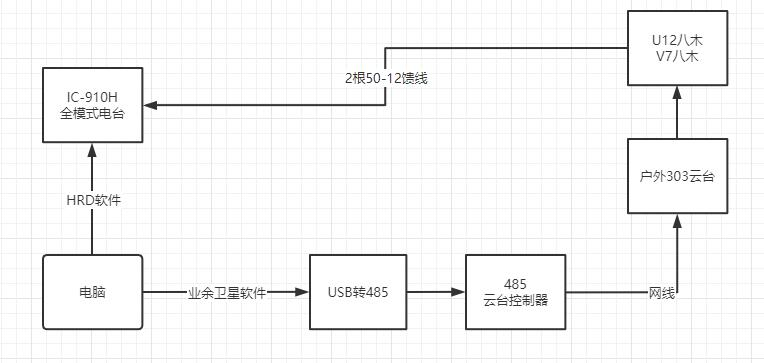 U12八木
V7八木
2根50-12馈线
IC-910H
全模式电台
户外303云台
HRD软件
电脑
业余卫星软件
USB转485
485
云台控制器
网线